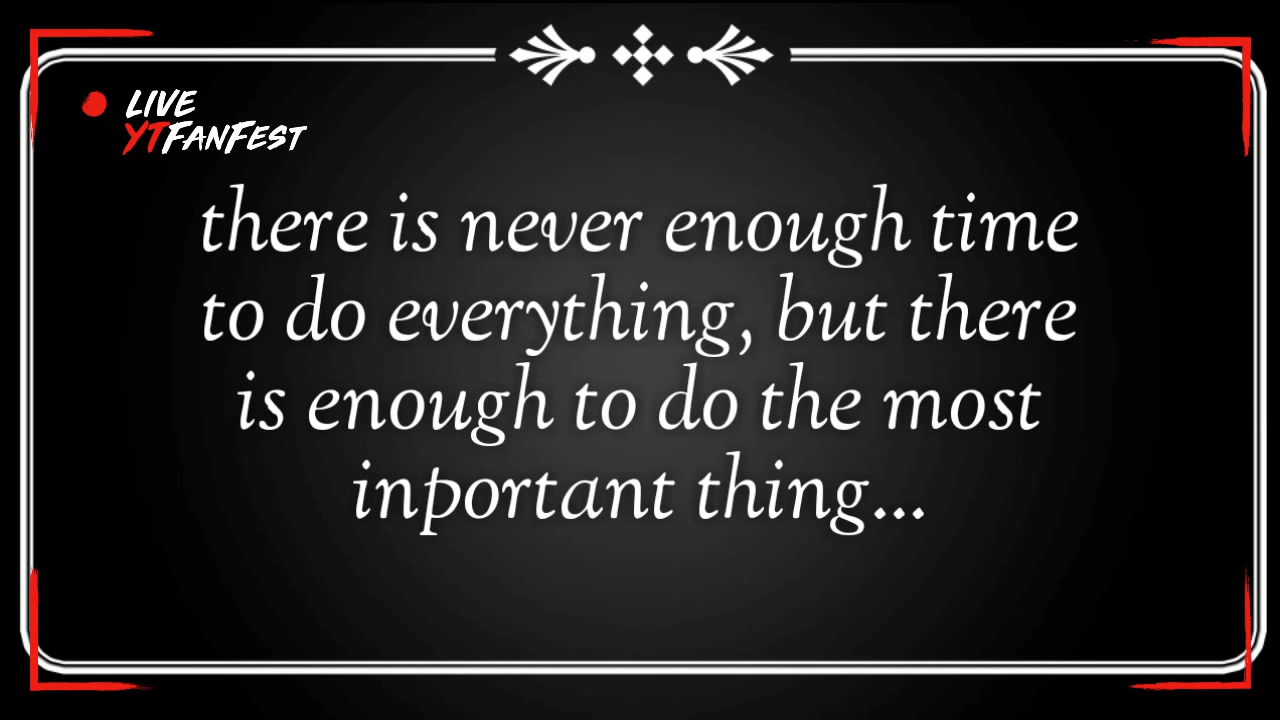 LIVE
YTFANFEST
there is never enough time
to do everything, but there
is enough to do the most
inportant thing...